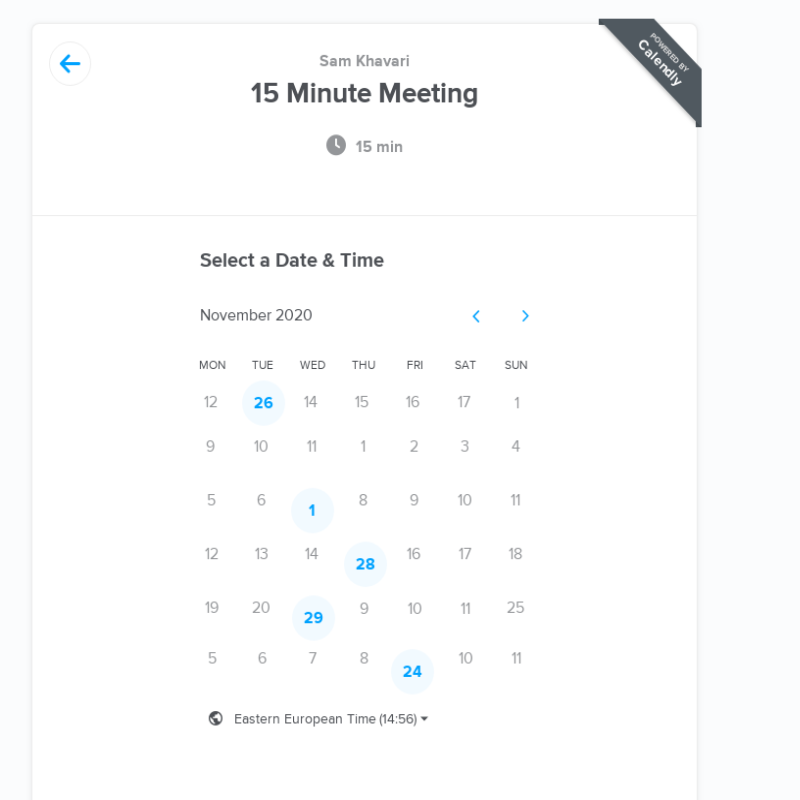 POWERED BY
Calendly
Sam Khavari
15 Minute Meeting
15 min
Select a Date & Time
November 2020
MON TUE WED THU FRI SAT SUN
12 26 14 15 16 17 1
9 10 11 1 2 3 4
5 6 1 8 9 10 11
12 13 14 28 16 17 18
19 20 29 9 10 11 25
5 6 7 8 24 10 11
Eastern European Time (14:56)